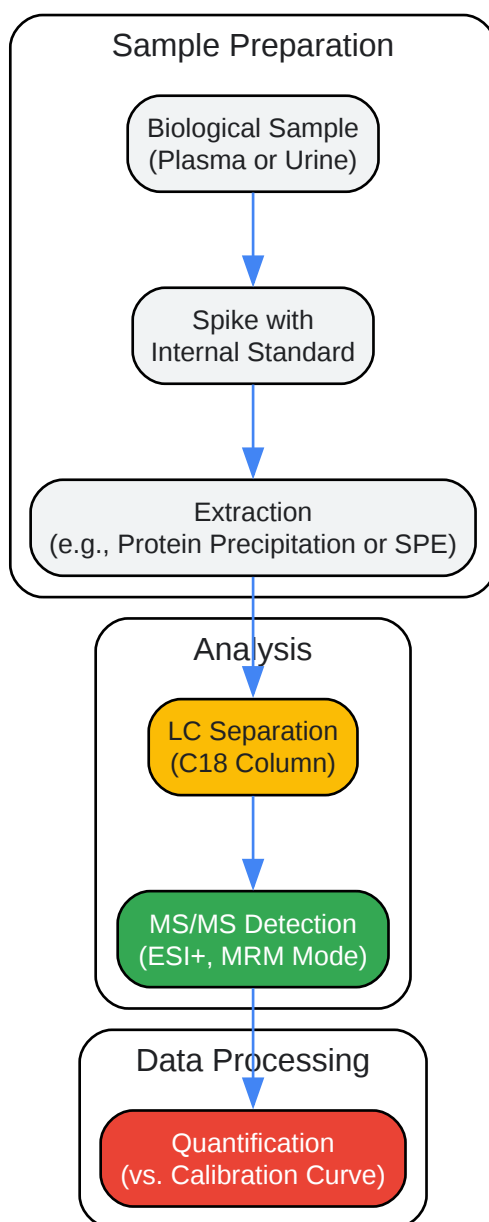 Sample Preparation
Biological Sample
(Plasma or Urine)
Spike with
Internal Standard
Extraction
(e.g., Protein Precipitation or SPE)
Analysis
LC Separation
(C18 Column)
MS/MS Detection
(ESI+, MRM Mode)
Data Processing
Quantification
(vs. Calibration Curve)